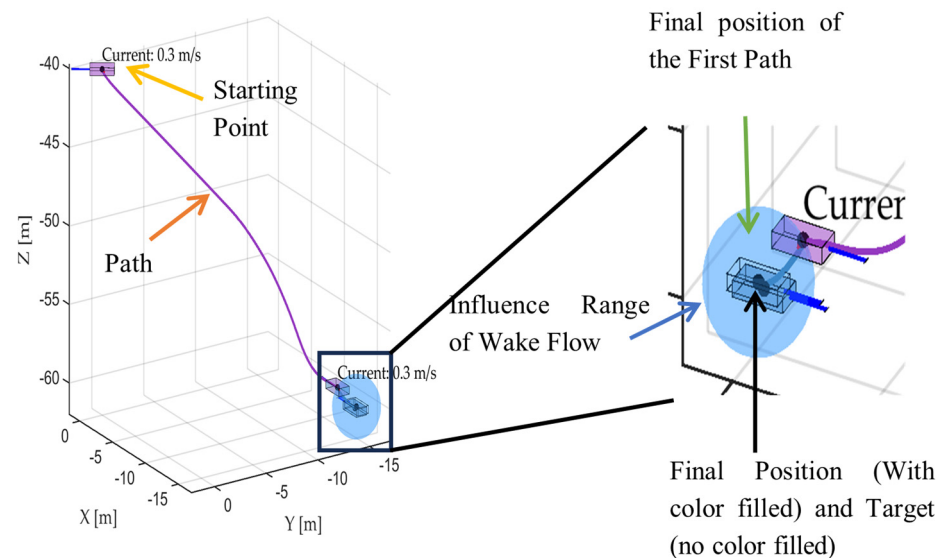 Final position of
the First Path
Current: 0.3 m/s
Starting
Point
Path
Z [m]
-40
-45
-50
-55
-60
0
-5
-10
-15
X [m]
0
-5
-10
-15
Y [m]
Current: 0.3 m/s
Influence Range
of Wake Flow
Curren
Final Position (With
color filled) and Target
(no color filled)